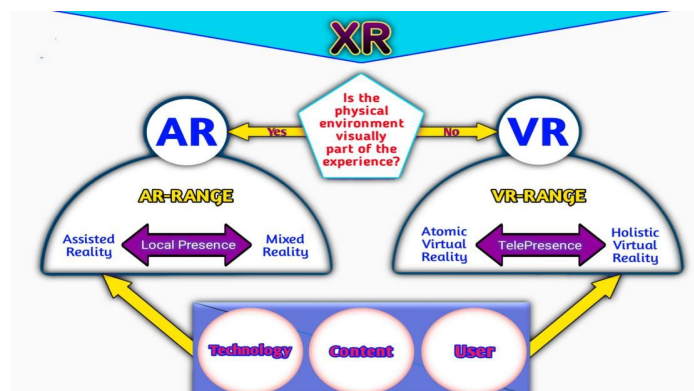 XR
Is the
physical
environment
visually
part of the
experience?
AR
Yes
No
VR
AR-RANGE
VR-RANGE
Assisted
Reality
Local Presence
Mixed
Reality
Atomic
Virtual
Reality
TelePresence
Holistic
Virtual
Reality
Technology
Content
User